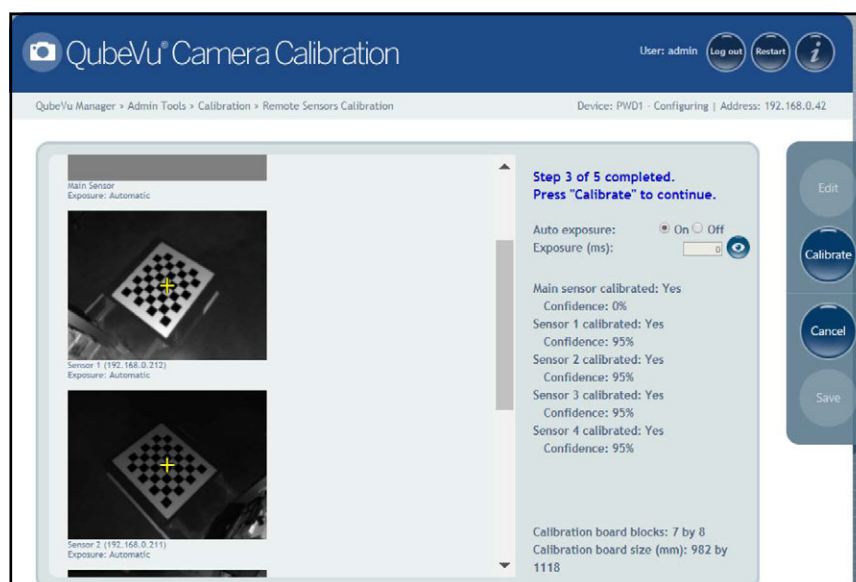 QubeVu® Camera Calibration
User: admin
Log out
Restart
i
QubeVu Manager > Admin Tools > Calibration > Remote Sensors Calibration
Device: PWD1 - Configuring | Address: 192.168.0.42
Main Sensor
Exposure: Automatic
Sensor 1 (192.168.0.212)
Exposure: Automatic
Sensor 2 (192.168.0.211)
Exposure: Automatic
Step 3 of 5 completed.
Press "Calibrate" to continue.
Auto exposure: On Off
Exposure (ms): 0
Main sensor calibrated: Yes
Confidence: 0%
Sensor 1 calibrated: Yes
Confidence: 95%
Sensor 2 calibrated: Yes
Confidence: 95%
Sensor 3 calibrated: Yes
Confidence: 95%
Sensor 4 calibrated: Yes
Confidence: 95%
Calibration board blocks: 7 by 8
Calibration board size (mm): 982 by
1118
Edit
Calibrate
Cancel
Save